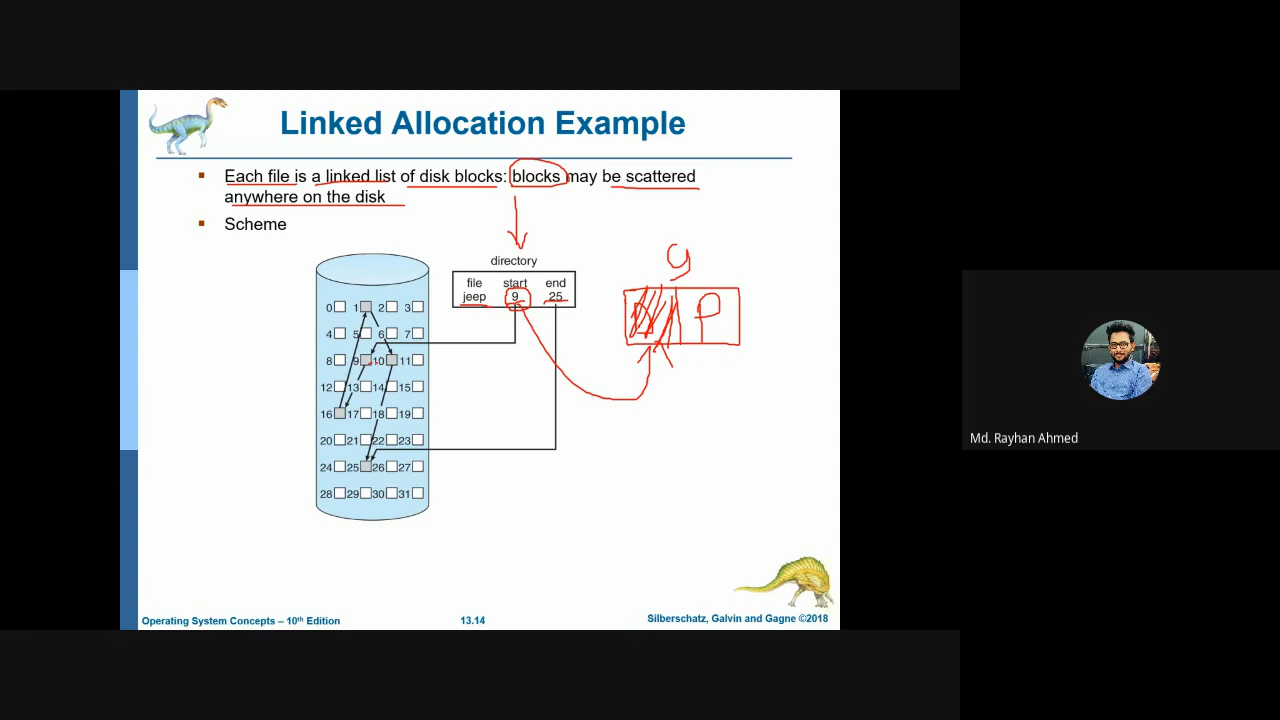 Linked Allocation Example
Each file is a linked list of disk blocks: blocks may be scattered
anywhere on the disk
Scheme
directory
file start end
jeep 9 25
0 1 2 3
4 5 6 7
8 9 10 11
12 13 14 15
16 17 18 19
20 21 22 23
24 25 26 27
28 29 30 31
9
P
Md. Rayhan Ahmed
Operating System Concepts – 10th Edition
13.14
Silberschatz, Galvin and Gagne ©2018